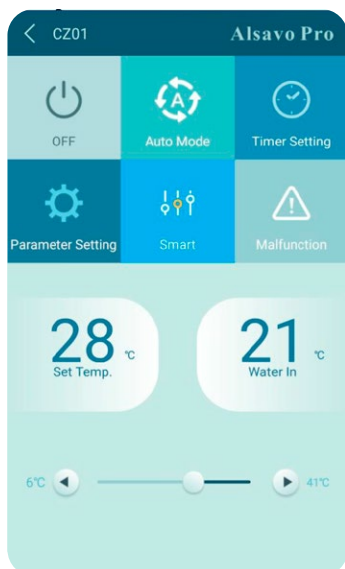 CZ01 Alsavo Pro
OFF
Auto Mode
Timer Setting
Parameter Setting
Smart
Malfunction
28 ℃
Set Temp.
21 ℃
Water In
6℃ 41℃